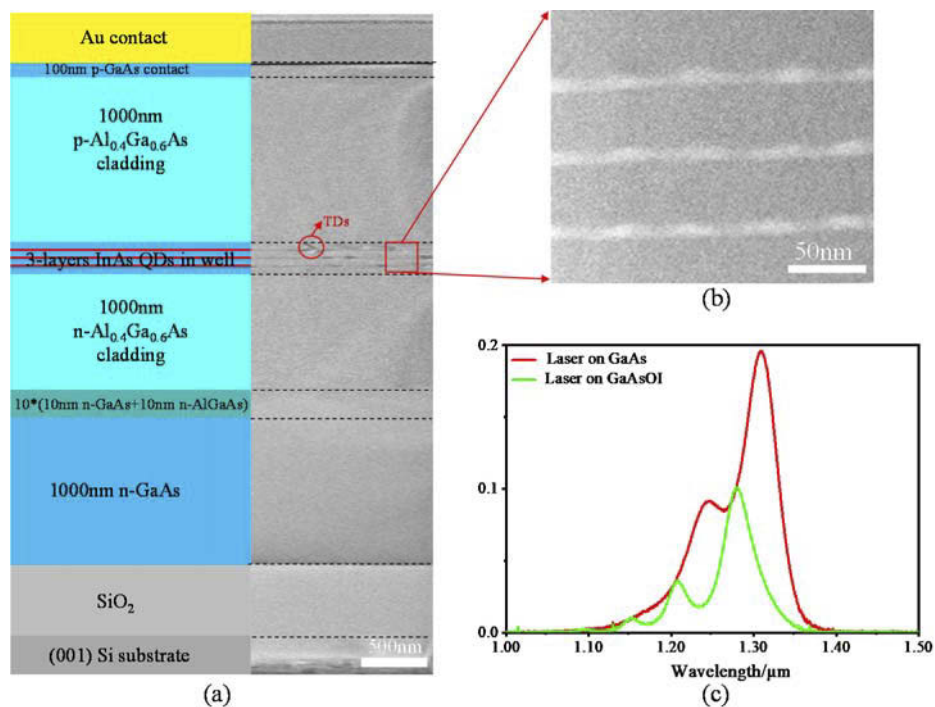 Au contact
100nm p-GaAs contact
1000nm
p-Al0.4Ga0.6As
cladding
TDs
3-layers InAs QDs in well
1000nm
n-Al0.4Ga0.6As
cladding
10*(10nm n-GaAs+10nm n-AlGaAs)
1000nm n-GaAs
SiO2
(001) Si substrate
500nm
(a)
50nm
(b)
Laser on GaAs
Laser on GaAsOI
0.2
0.1
0.0
1.00 1.10 1.20 1.30 1.40 1.50
Wavelength/μm
(c)